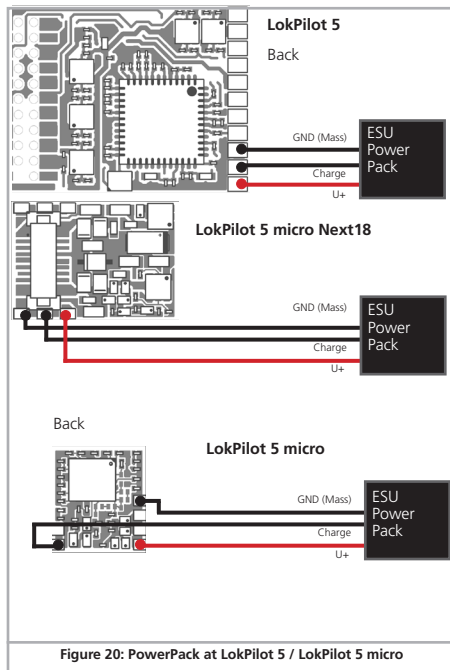 LokPilot 5
Back
GND (Mass)
Charge
U+
ESU
Power
Pack
LokPilot 5 micro Next18
GND (Mass)
Charge
U+
ESU
Power
Pack
Back
LokPilot 5 micro
GND (Mass)
Charge
U+
ESU
Power
Pack
Figure 20: PowerPack at LokPilot 5 / LokPilot 5 micro